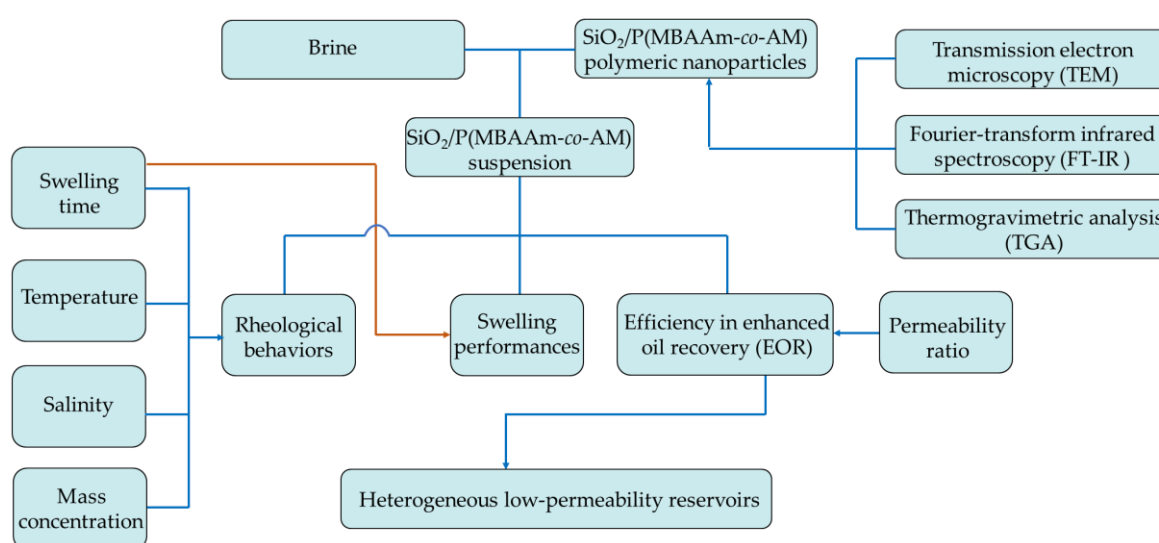 Brine
SiO₂/P(MBAAm-co-AM)
polymeric nanoparticles
Transmission electron
microscopy (TEM)
SiO₂/P(MBAAm-co-AM)
suspension
Fourier-transform infrared
spectroscopy (FT-IR )
Swelling
time
Thermogravimetric analysis
(TGA)
Temperature
Rheological
behaviors
Swelling
performances
Efficiency in enhanced
oil recovery (EOR)
Permeability
ratio
Salinity
Mass
concentration
Heterogeneous low-permeability reservoirs